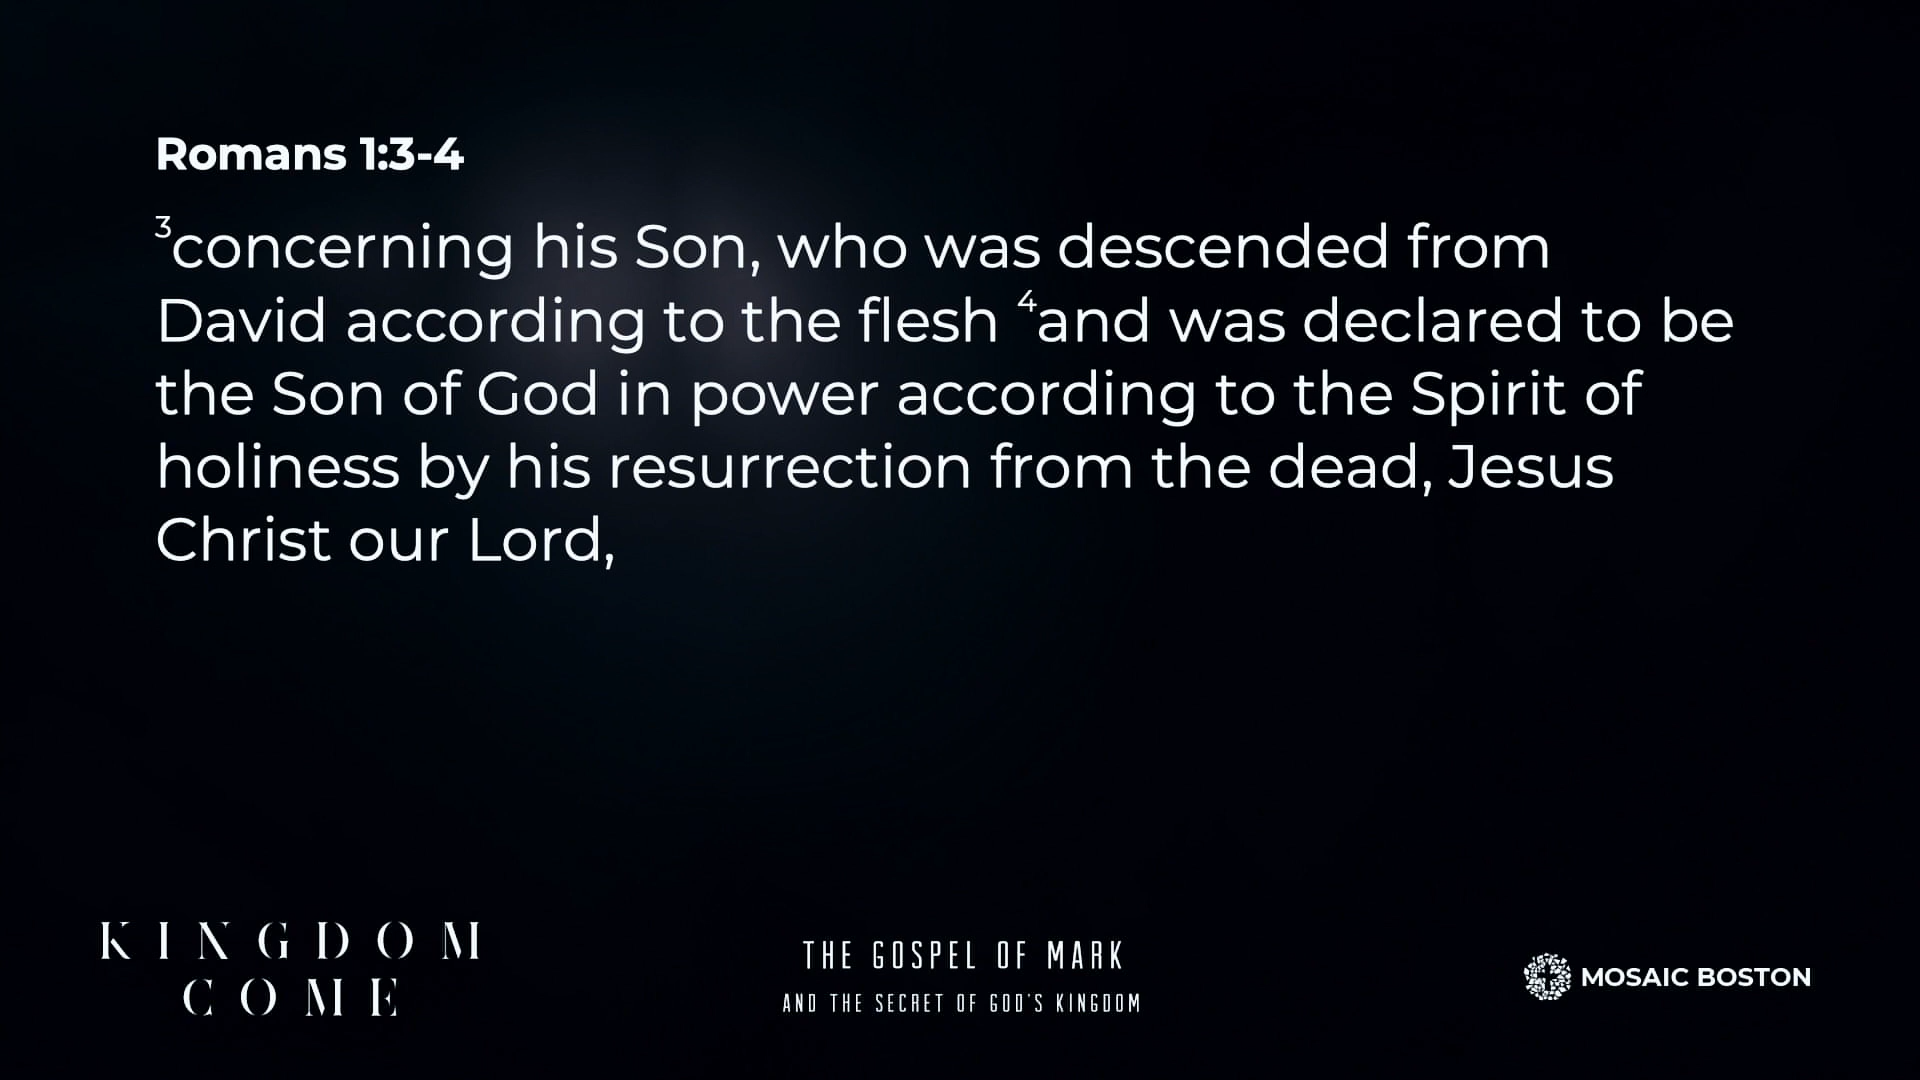 Romans 1:3-4
3concerning his Son, who was descended from
David according to the flesh 4and was declared to be
the Son of God in power according to the Spirit of
holiness by his resurrection from the dead, Jesus
Christ our Lord,
KINGDOM
COME
THE GOSPEL OF MARK
AND THE SECRET OF GOD'S KINGDOM
MOSAIC BOSTON